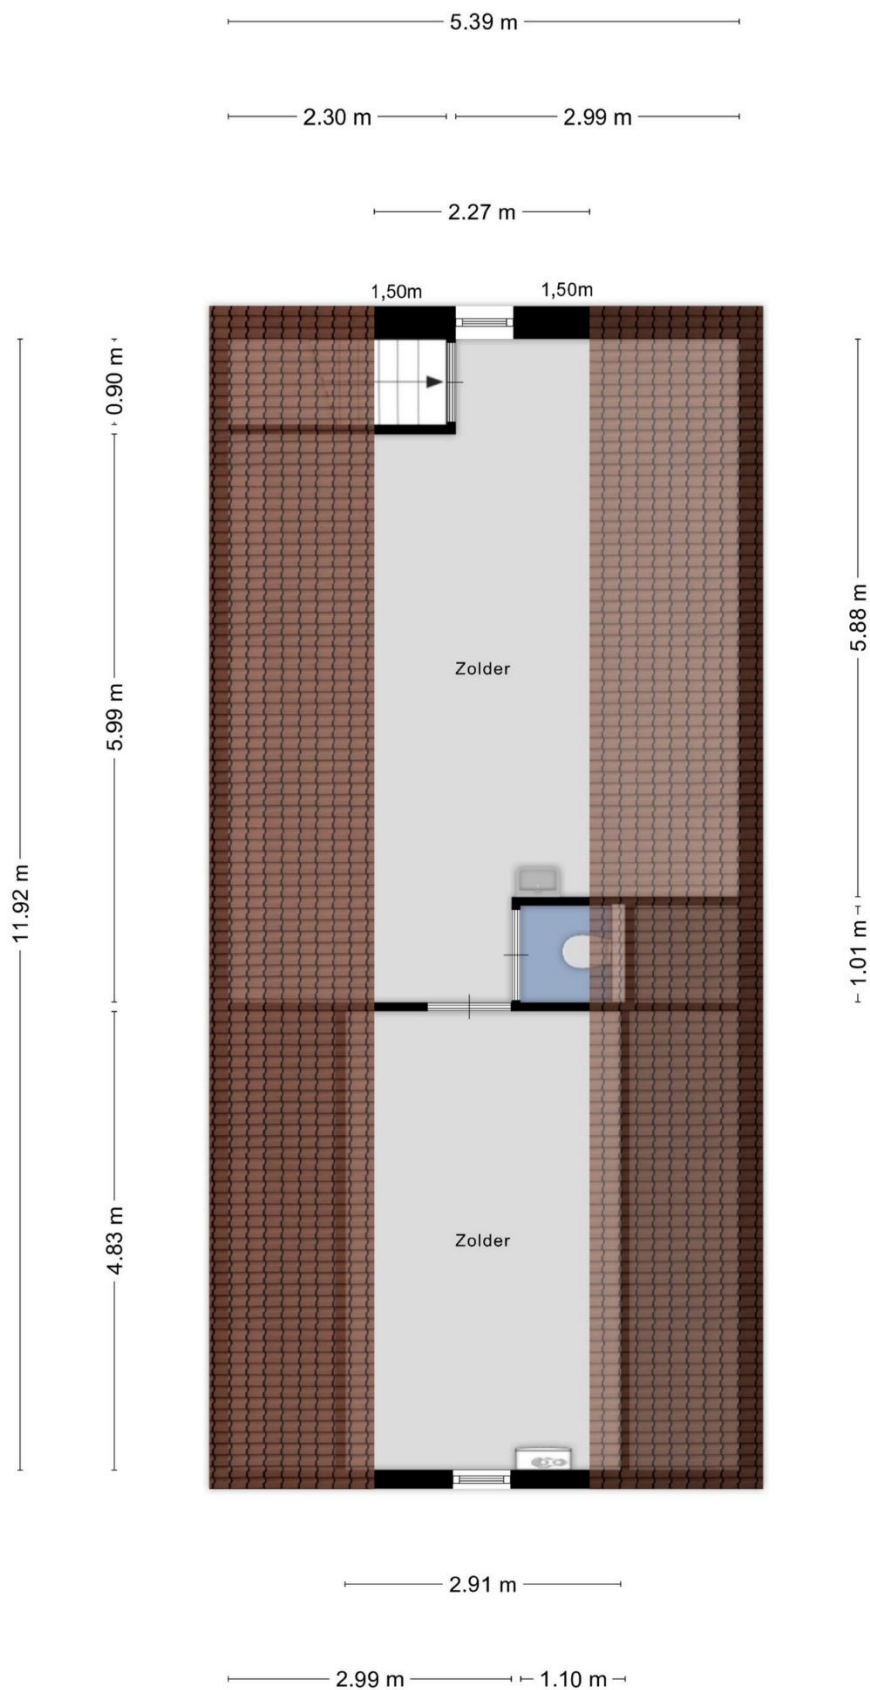 5.39 m
2.30 m
2.99 m
2.27 m
1,50m
1,50m
0.90 m
5.88 m
Zolder
5.99 m
11.92 m
1.01 m
4.83 m
Zolder
2.91 m
2.99 m
1.10 m